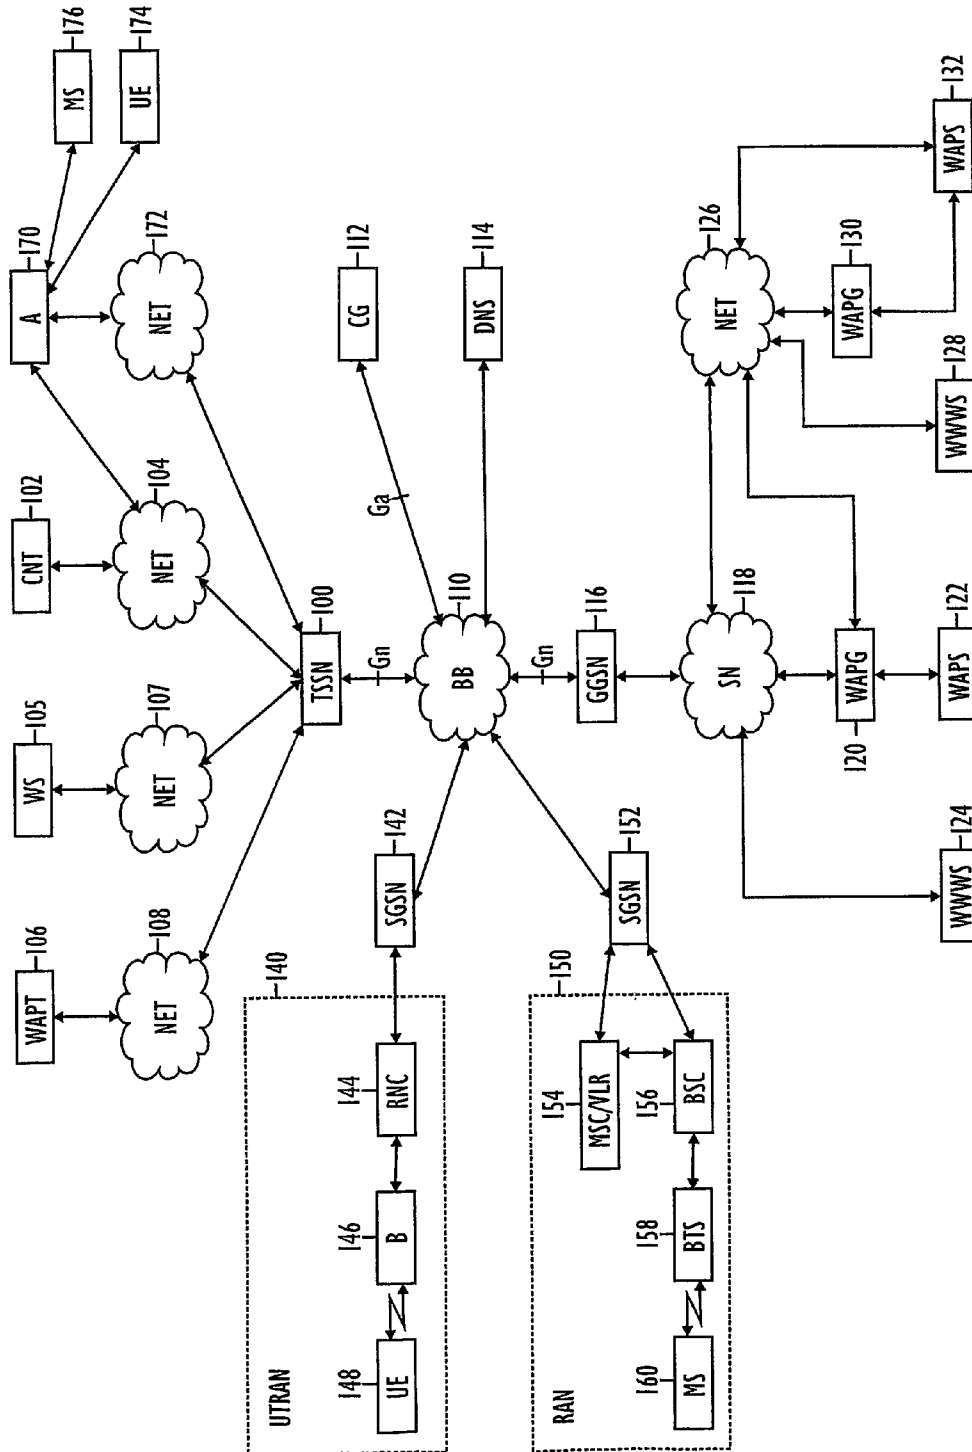 WAPT 106
WS 105
CNT 102
A 170
MS 176
UE 174
NET 108
NET 107
NET 104
NET 172
TSSN 100
Gn
Ga
CG 112
DNS 114
BB 110
Gn
GGSN 116
UTRAN
140
UE 148
B 146
RNC 144
SGSN 142
RAN
150
MS 160
BTS 158
BSC 156
MSC/VLR 154
SGSN 152
SN 118
NET 126
WAPG 120
WAPG 130
WWWS 124
WAPS 122
WWWS 128
WAPS 132